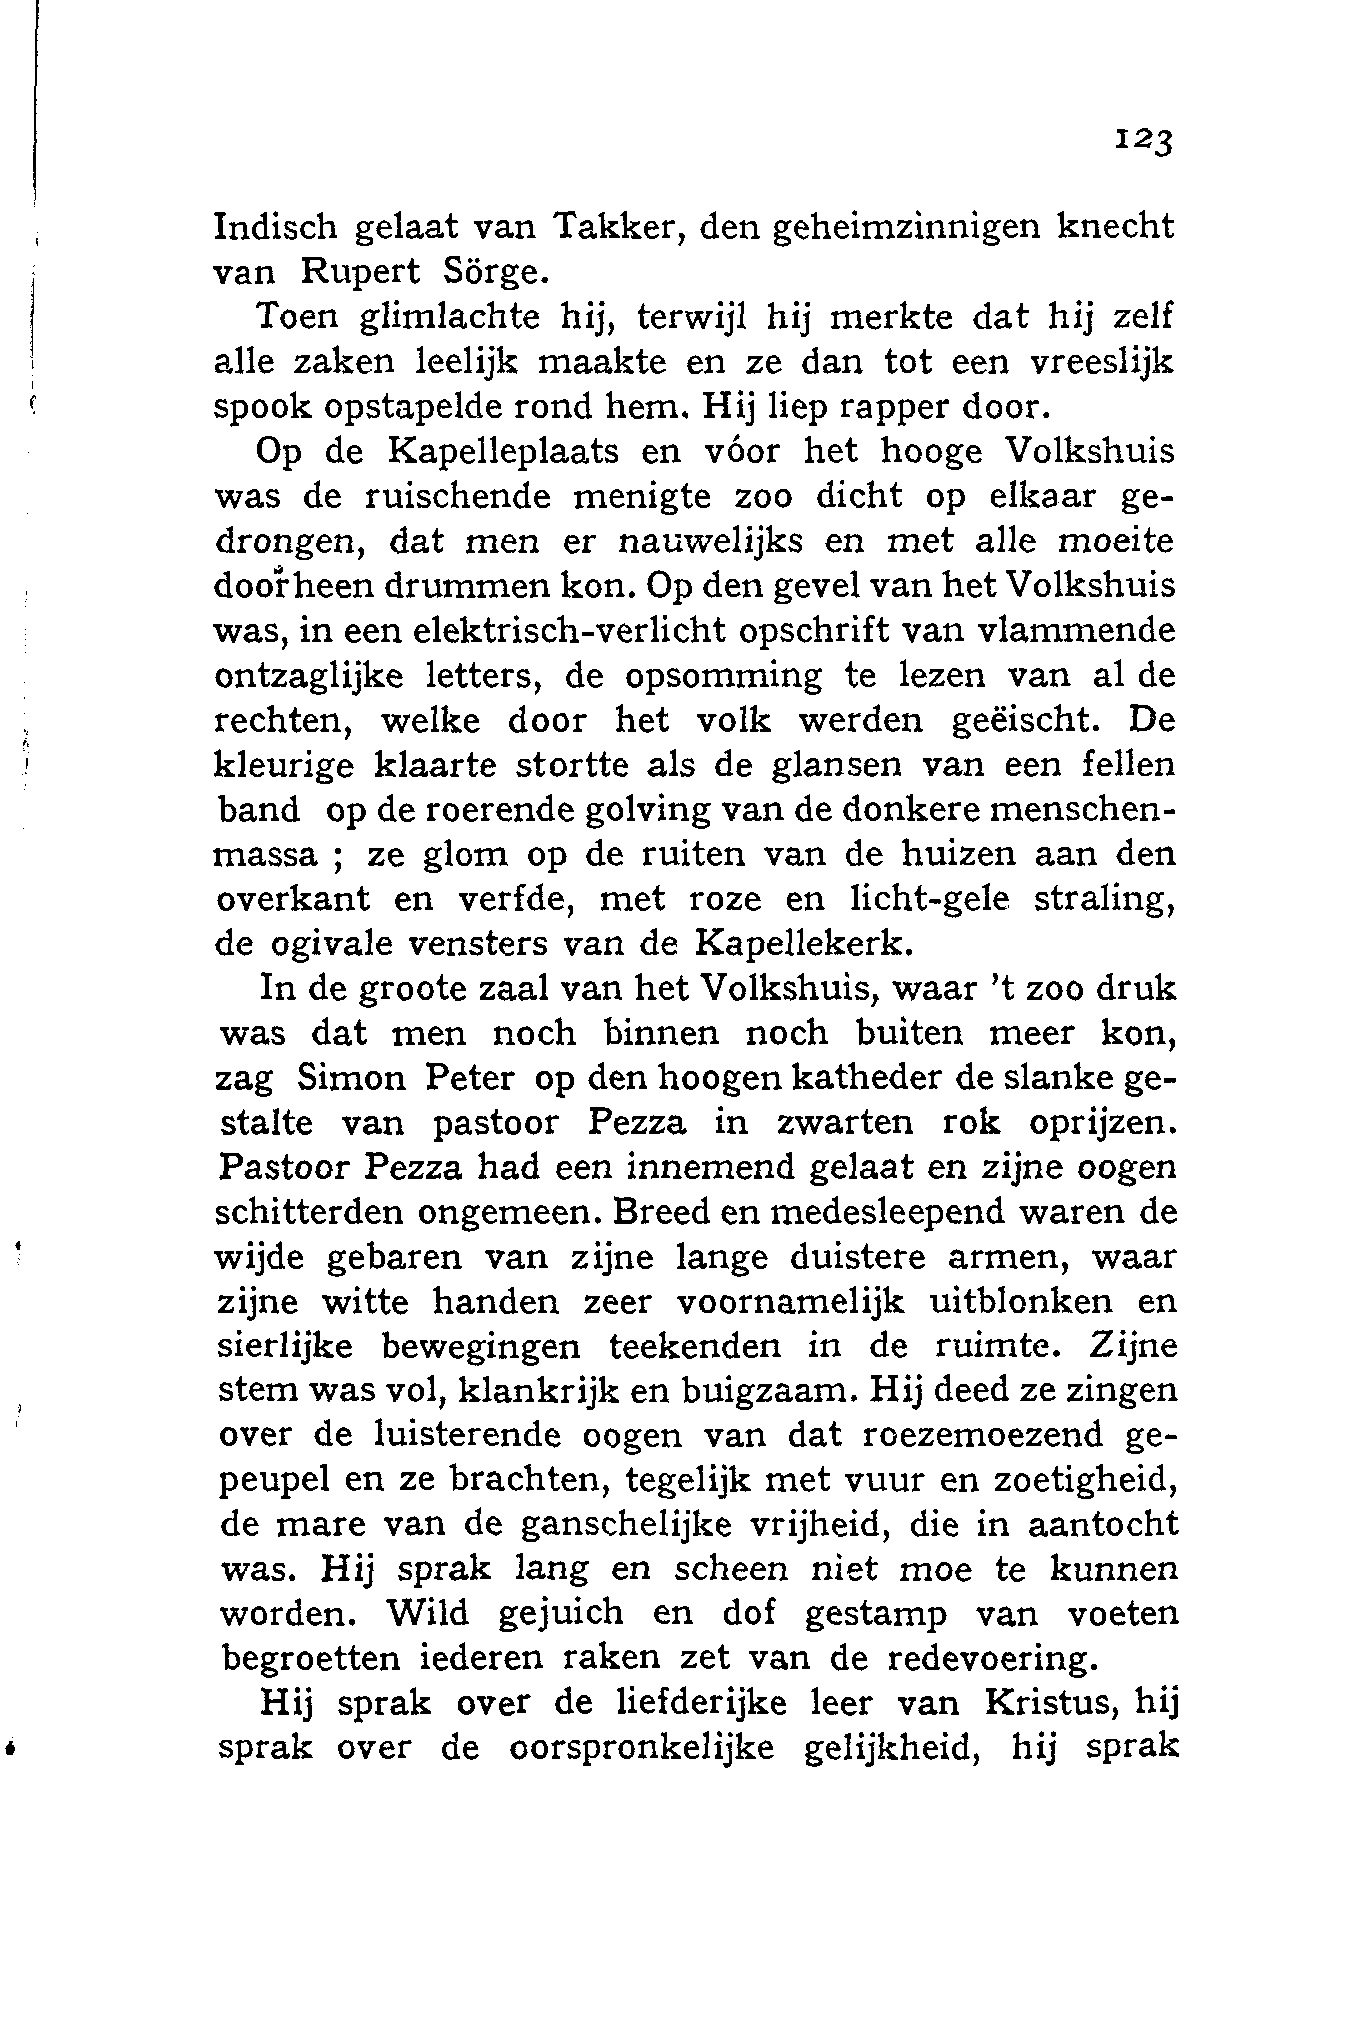 123
Indisch gelaat van Takker, den geheimzinnigen knecht
van Rupert Sörge.
Toen glimlachte hij, terwijl hij merkte dat hij zelf
alle zaken leelijk maakte en ze dan tot een vreeslijk
spook opstapelde rond hem. Hij liep rapper door.
Op de Kapelleplaats en vóor het hooge Volkshuis
was de ruischende menigte zoo dicht op elkaar ge-
drongen, dat men er nauwelijks en met alle moeite
doorheen drummen kon. Op den gevel van het Volkshuis
was, in een elektrisch-verlicht opschrift van vlammende
ontzaglijke letters, de opsomming te lezen van al de
rechten, welke door het volk werden geëischt. De
kleurige klaarte stortte als de glansen van een fellen
band op de roerende golving van de donkere menschen-
massa ; ze glom op de ruiten van de huizen aan den
overkant en verfde, met roze en licht-gele straling,
de ogivale vensters van de Kapellekerk.
In de groote zaal van het Volkshuis, waar 't zoo druk
was dat men noch binnen noch buiten meer kon,
zag Simon Peter op den hoogen katheder de slanke ge-
stalte van pastoor Pezza in zwarten rok oprijzen.
Pastoor Pezza had een innemend gelaat en zijne oogen
schitterden ongemeen. Breed en medesleepend waren de
wijde gebaren van zijne lange duistere armen, waar
zijne witte handen zeer voornamelijk uitblonken en
sierlijke bewegingen teekenden in de ruimte. Zijne
stem was vol, klankrijk en buigzaam. Hij deed ze zingen
over de luisterende oogen van dat roezemoezend ge-
peupel en ze brachten, tegelijk met vuur en zoetigheid,
de mare van de ganschelijke vrijheid, die in aantocht
was. Hij sprak lang en scheen niet moe te kunnen
worden. Wild gejuich en dof gestamp van voeten
begroetten iederen raken zet van de redevoering.
Hij sprak over de liefderijke leer van Kristus, hij
sprak over de oorspronkelijke gelijkheid, hij sprak